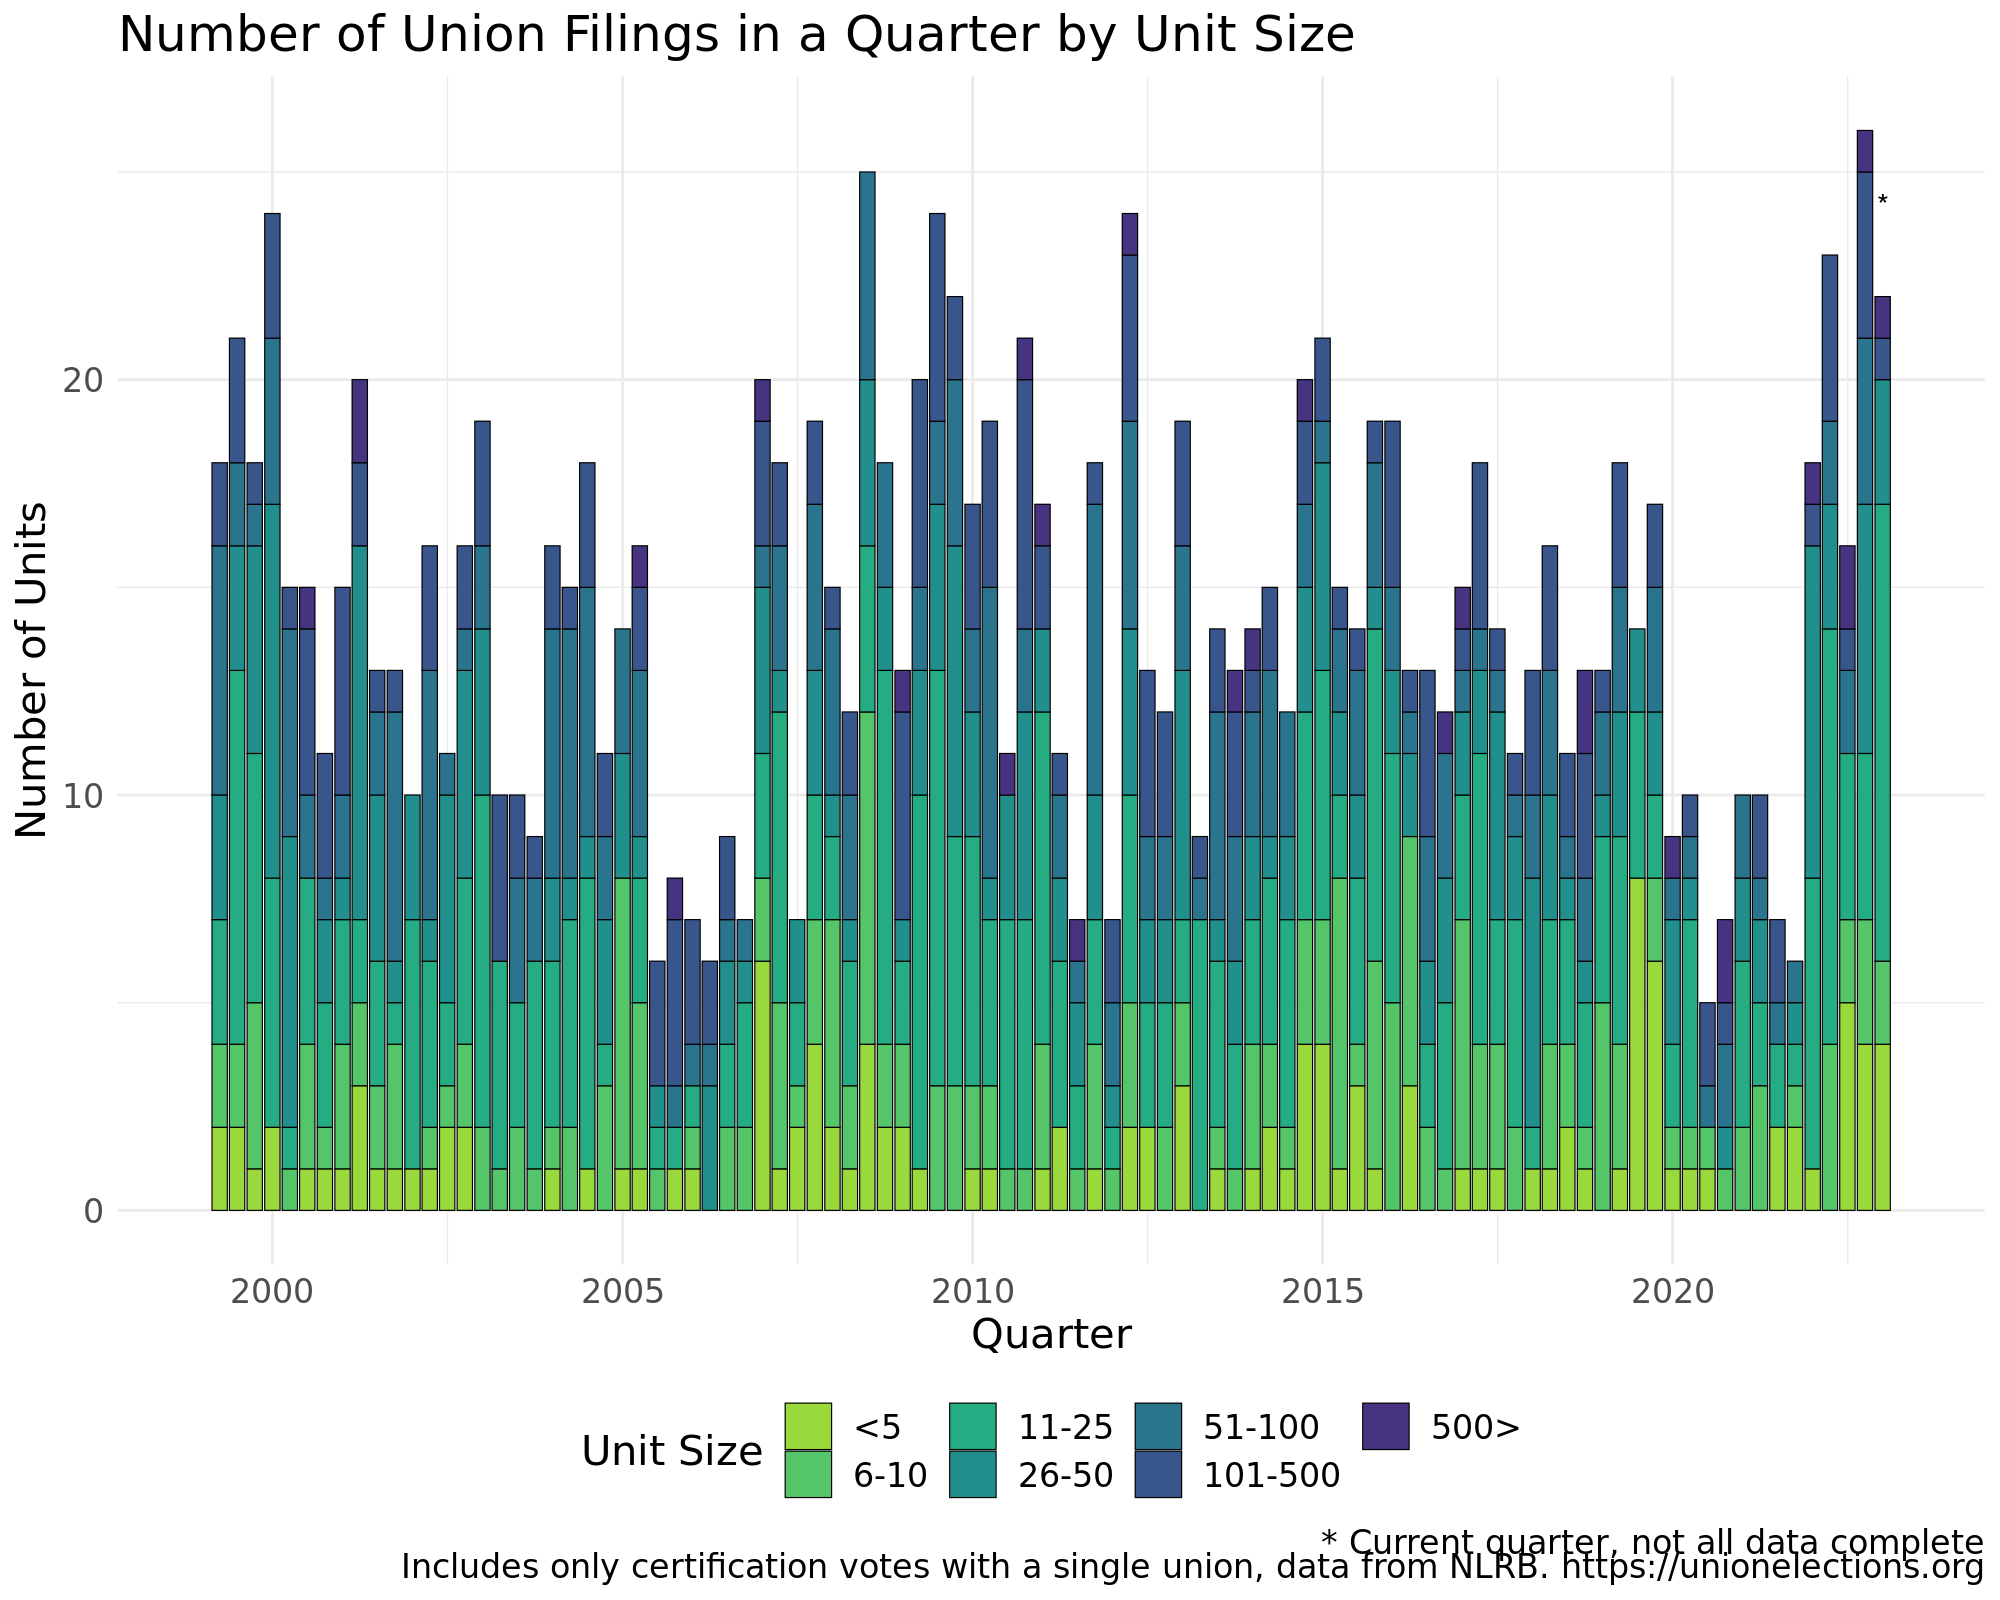 Number of Union Filings in a Quarter by Unit Size
Number of Units
20
10
0
*
2000 2005 2010 2015 2020
Quarter
Unit Size
<5 11-25 51-100 500>
6-10 26-50 101-500
* Current quarter, not all data complete
Includes only certification votes with a single union, data from NLRB. https://unionelections.org